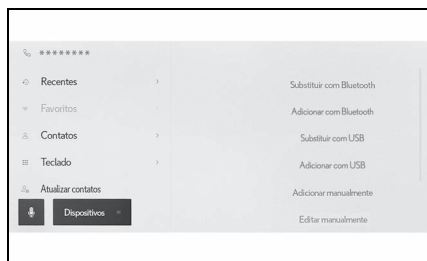 ********
Recentes
Favoritos
Contatos
Teclado
Atualizar contatos
Dispositivos
Substituir com Bluetooth
Adicionar com Bluetooth
Substituir com USB
Adicionar com USB
Adicionar manualmente
Editar manualmente